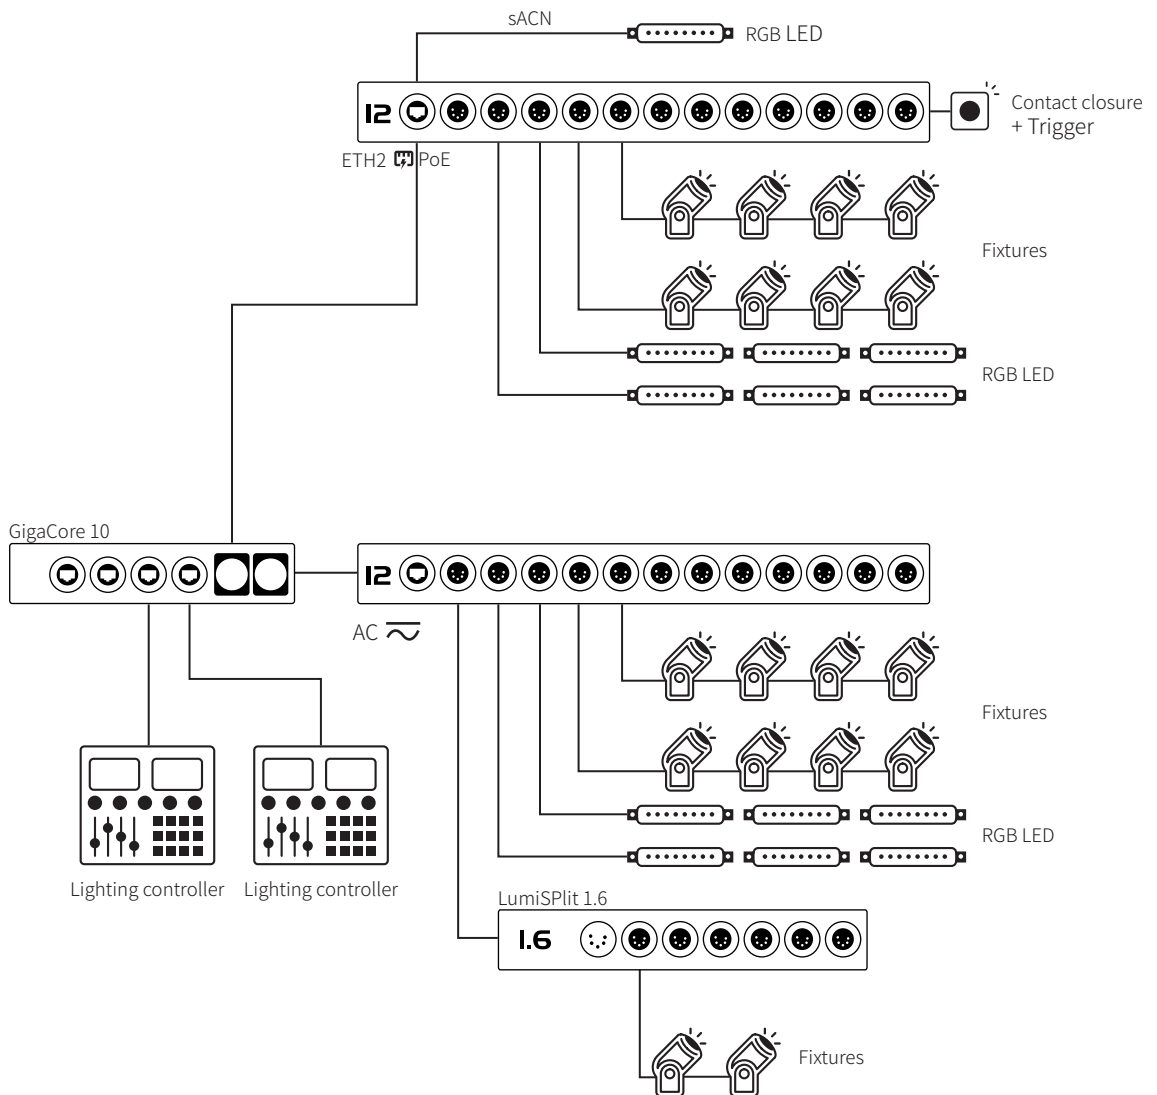 sACN
RGB LED
12
Contact closure
+ Trigger
ETH2 PoE
Fixtures
RGB LED
GigaCore 10
12
AC
Fixtures
RGB LED
Lighting controller
Lighting controller
LumiSPlit 1.6
1.6
Fixtures